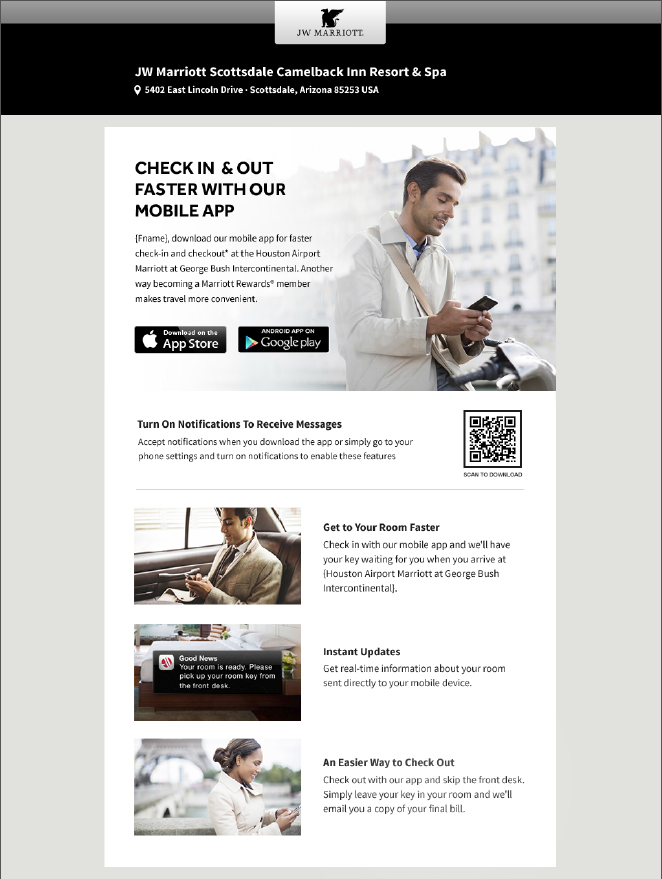 JW MARRIOTT
JW Marriott Scottsdale Camelback Inn Resort & Spa
5402 East Lincoln Drive · Scottsdale, Arizona 85253 USA
CHECK IN & OUT
FASTER WITH OUR
MOBILE APP
{Fname}, download our mobile app for faster
check-in and checkout* at the Houston Airport
Marriott at George Bush Intercontinental. Another
way becoming a Marriott Rewards® member
makes travel more convenient.
Download on the
App Store
ANDROID APP ON
Google play
Turn On Notifications To Receive Messages
Accept notifications when you download the app or simply go to your
phone settings and turn on notifications to enable these features
SCAN TO DOWNLOAD
Get to Your Room Faster
Check in with our mobile app and we'll have
your key waiting for you when you arrive at
{Houston Airport Marriott at George Bush
Intercontinental}.
Good News
Your room is ready. Please
pick up your room key from
the front desk.
Instant Updates
Get real-time information about your room
sent directly to your mobile device.
An Easier Way to Check Out
Check out with our app and skip the front desk.
Simply leave your key in your room and we'll
email you a copy of your final bill.